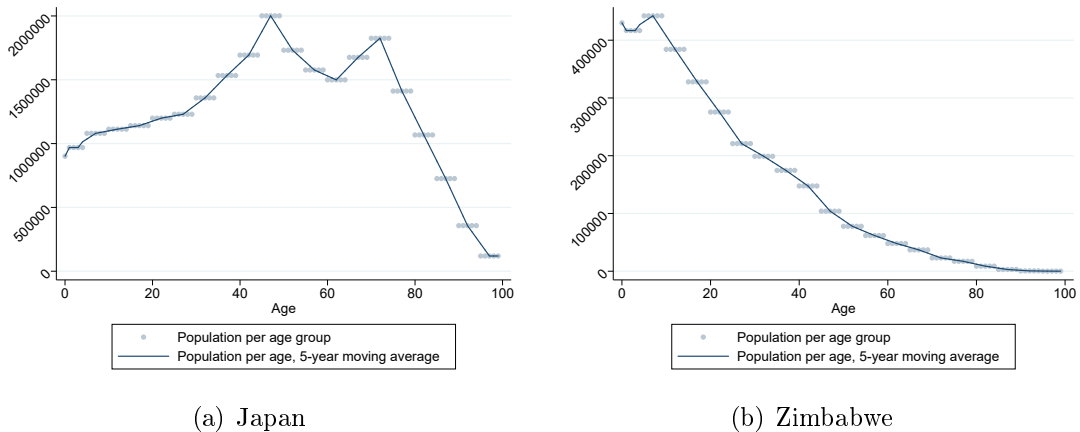 2000000
1500000
1000000
500000
0
0 20 40 60 80 100
Age
Population per age group
Population per age, 5-year moving average
(a) Japan
400000
300000
200000
100000
0
0 20 40 60 80 100
Age
Population per age group
Population per age, 5-year moving average
(b) Zimbabwe